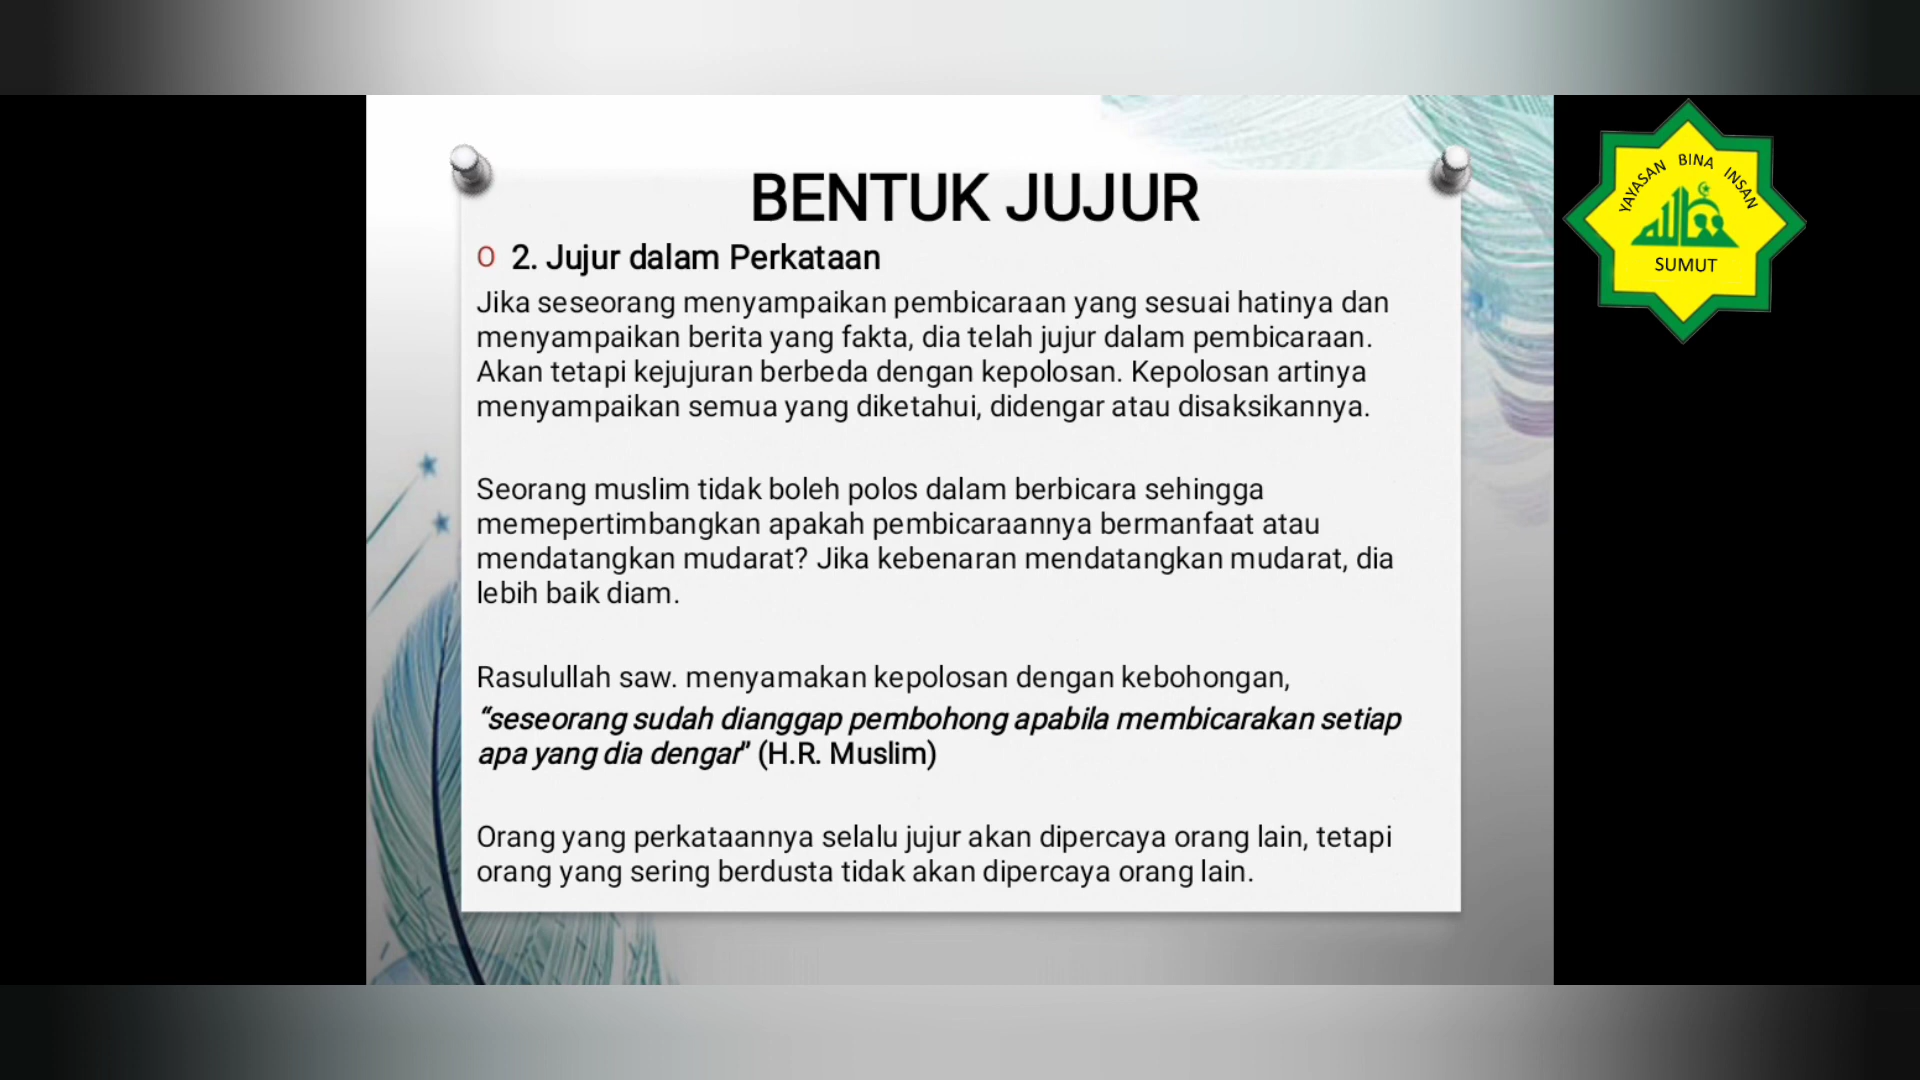 BENTUK JUJUR
O 2. Jujur dalam Perkataan
Jika seseorang menyampaikan pembicaraan yang sesuai hatinya dan
menyampaikan berita yang fakta, dia telah jujur dalam pembicaraan.
Akan tetapi kejujuran berbeda dengan kepolosan. Kepolosan artinya
menyampaikan semua yang diketahui, didengar atau disaksikannya.
Seorang muslim tidak boleh polos dalam berbicara sehingga
memepertimbangkan apakah pembicaraannya bermanfaat atau
mendatangkan mudarat? Jika kebenaran mendatangkan mudarat, dia
lebih baik diam.
Rasulullah saw. menyamakan kepolosan dengan kebohongan,
“seseorang sudah dianggap pembohong apabila membicarakan setiap
apa yang dia dengar” (H.R. Muslim)
Orang yang perkataannya selalu jujur akan dipercaya orang lain, tetapi
orang yang sering berdusta tidak akan dipercaya orang lain.
YAYASAN BINA INSAN
الله
SUMUT